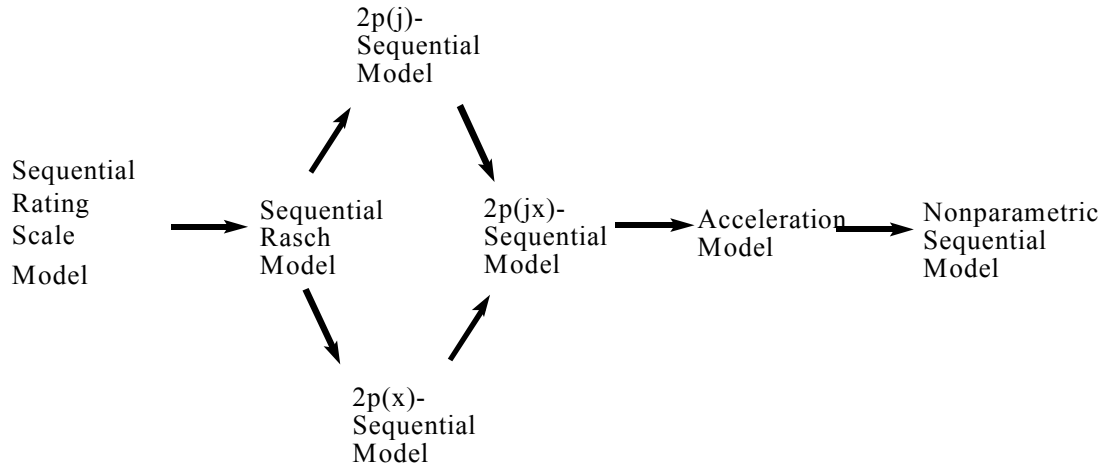 2p(j)-
Sequential
Model
Sequential
Rating
Scale
Model
Sequential
Rasch
Model
2p(jx)-
Sequential
Model
Acceleration
Model
Nonparametric
Sequential
Model
2p(x)-
Sequential
Model